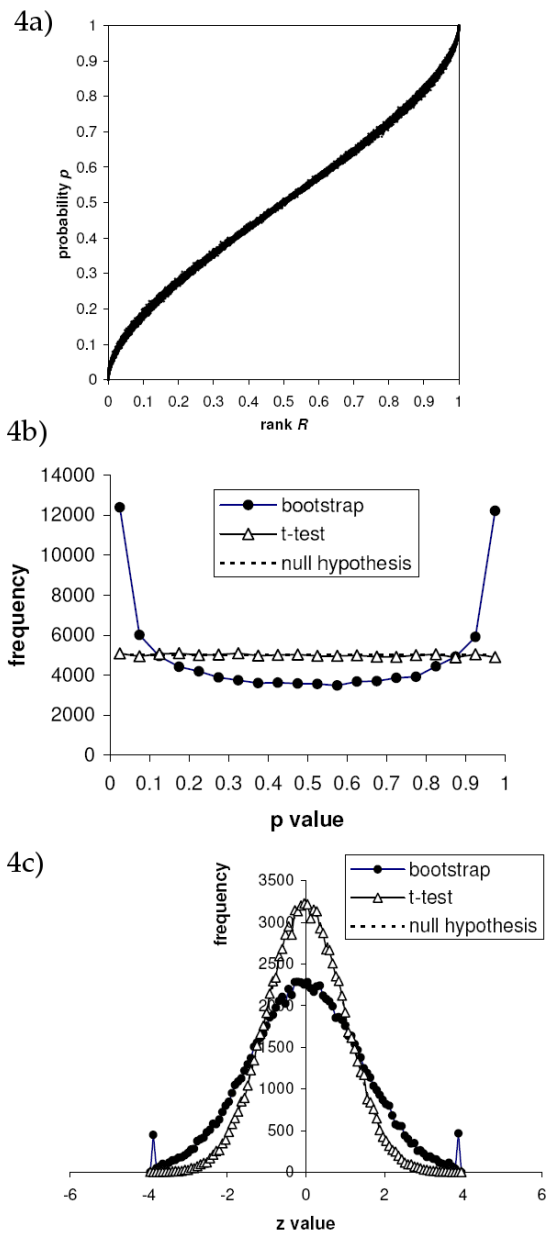 4a)
1
0.9
0.8
0.7
0.6
0.5
0.4
0.3
0.2
0.1
0
probability p
0 0.1 0.2 0.3 0.4 0.5 0.6 0.7 0.8 0.9 1
rank R
4b)
14000
12000
10000
8000
6000
4000
2000
0
frequency
bootstrap
t-test
null hypothesis
0 0.1 0.2 0.3 0.4 0.5 0.6 0.7 0.8 0.9 1
p value
4c)
bootstrap
t-test
null hypothesis
frequency
3500
3000
2500
2000
1500
1000
500
0
-6 -4 -2 0 2 4 6
z value